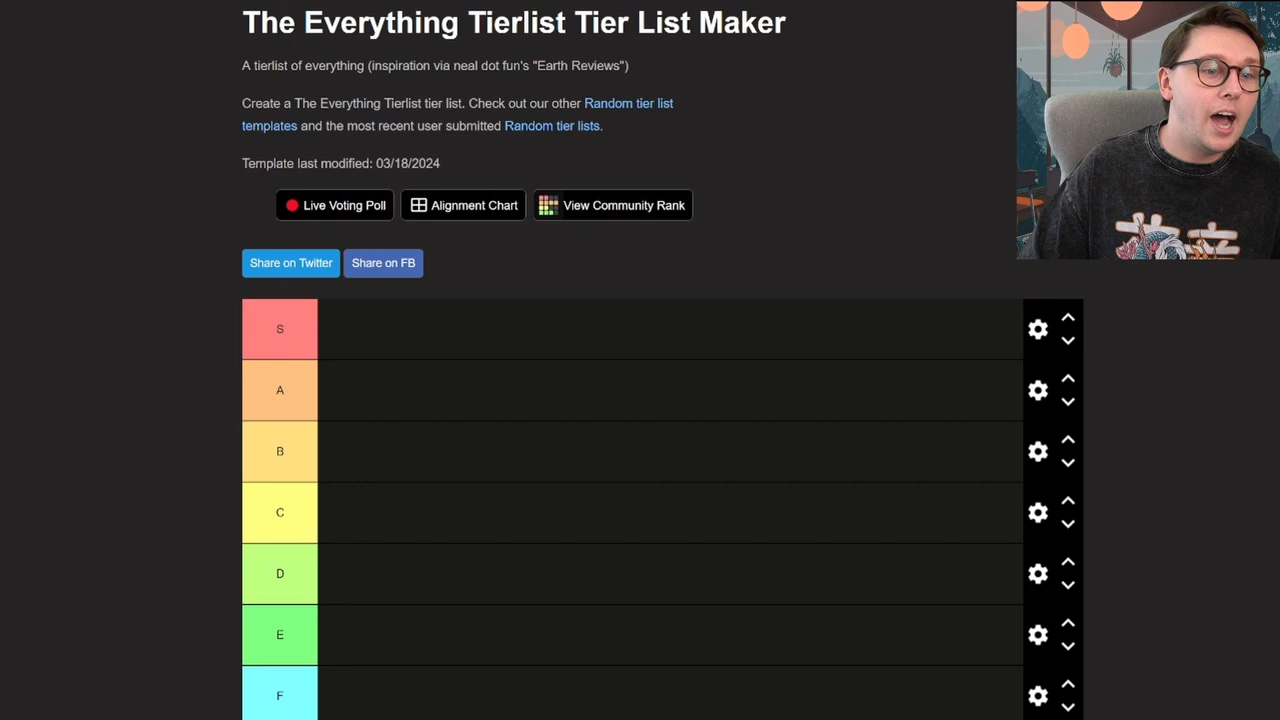 The Everything Tierlist Tier List Maker
A tierlist of everything (inspiration via neal dot fun's "Earth Reviews")
Create a The Everything Tierlist tier list. Check out our other Random tier list
templates and the most recent user submitted Random tier lists.
Template last modified: 03/18/2024
Live Voting Poll
Alignment Chart
View Community Rank
Share on Twitter
Share on FB
S
A
B
C
D
E
F